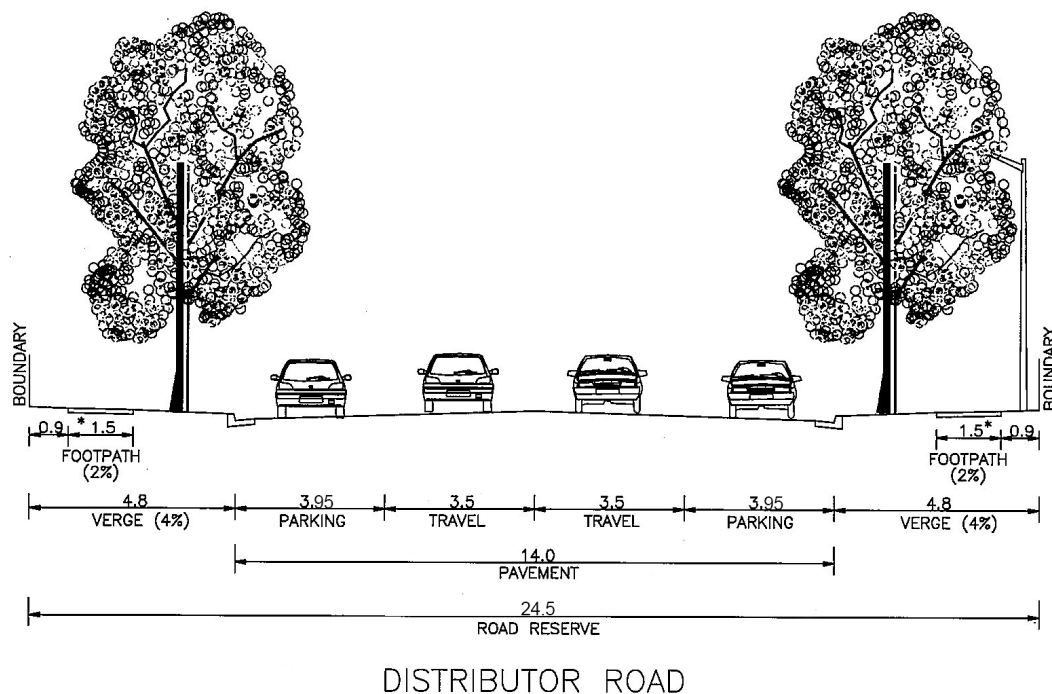 BOUNDARY
BOUNDARY
0.9 * 1.5
1.5* 0.9
FOOTPATH
(2%)
FOOTPATH
(2%)
4.8 3.95 3.5 3.5 3.95 4.8
VERGE (4%) PARKING TRAVEL TRAVEL PARKING VERGE (4%)
14.0
PAVEMENT
24.5
ROAD RESERVE
DISTRIBUTOR ROAD